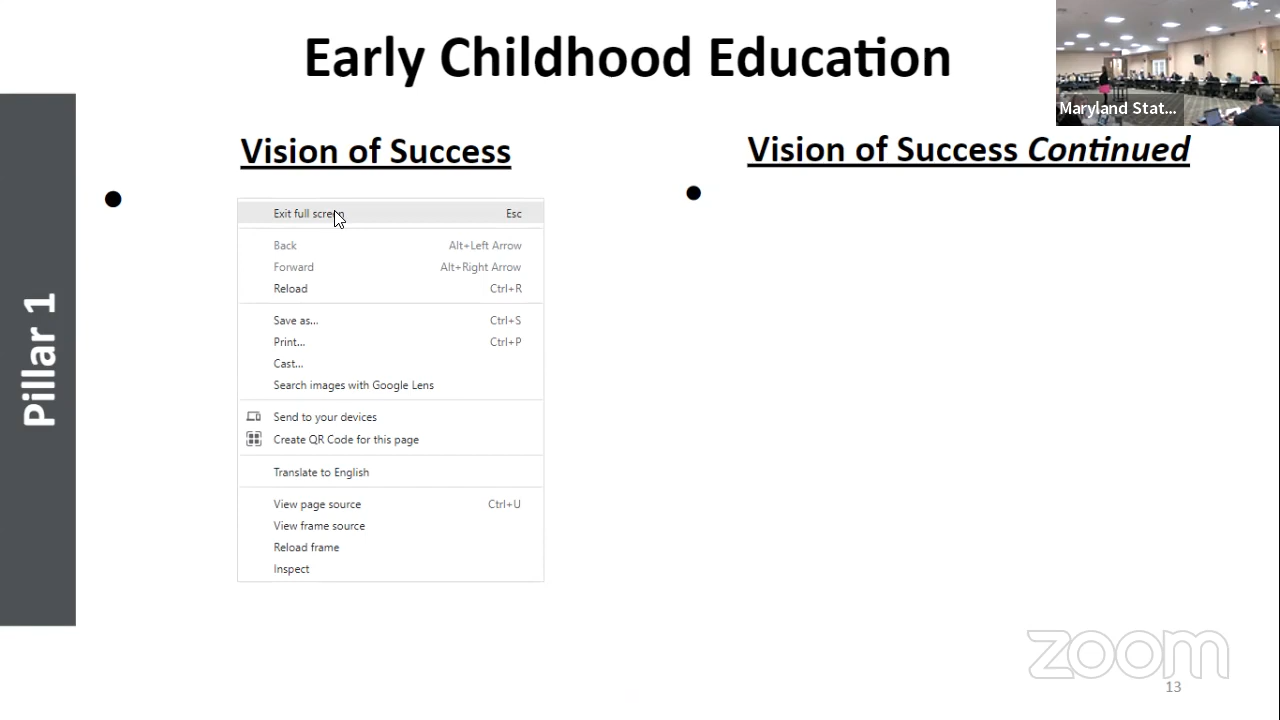 Early Childhood Education
Maryland Stat...
Pillar 1
Vision of Success
Vision of Success Continued
Exit full screen Esc
Back Alt+Left Arrow
Forward Alt+Right Arrow
Reload Ctrl+R
Save as... Ctrl+S
Print... Ctrl+P
Cast...
Search images with Google Lens
Send to your devices
Create QR Code for this page
Translate to English
View page source Ctrl+U
View frame source
Reload frame
Inspect
zoom
13